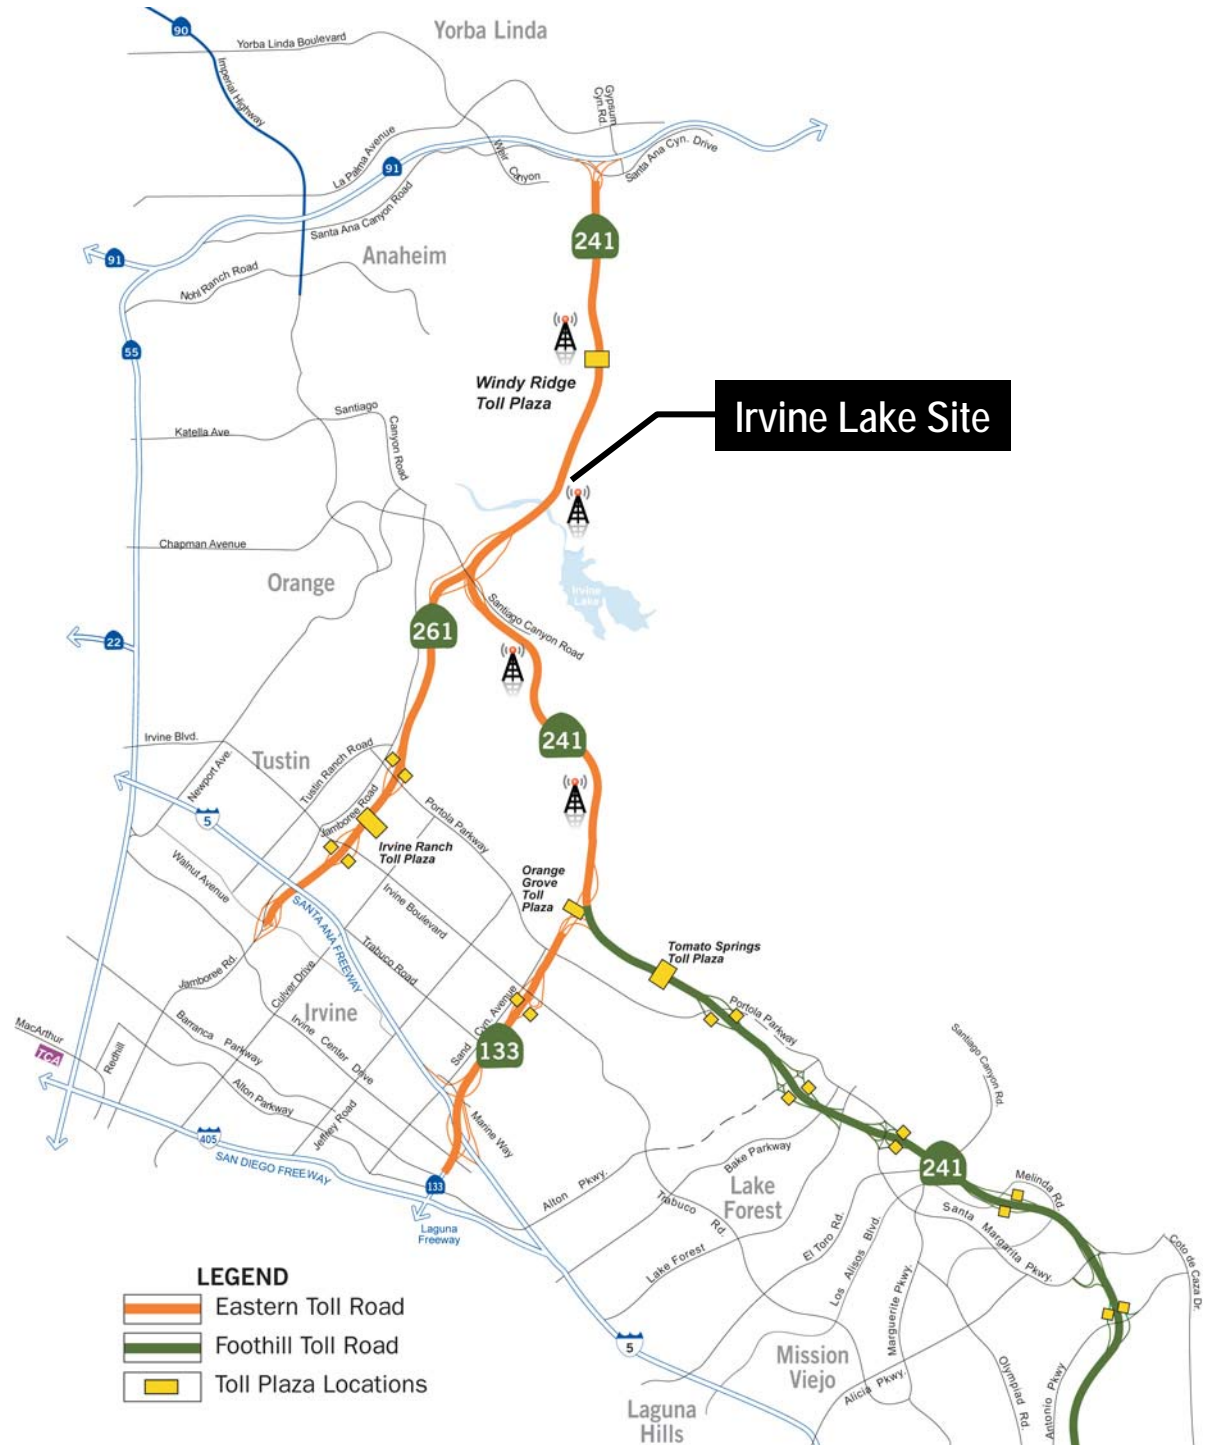 Yorba Linda
90
Yorba Linda Boulevard
Imperial Highway
Gypsum
Cyn.Rd.
La Palma Avenue
91
Weir Canyon
Santa Ana Cyn. Drive
Santa Ana Canyon Road
241
91
Anaheim
Nohl Ranch Road
55
Windy Ridge
Toll Plaza
Irvine Lake Site
Santiago
Canyon Road
Katella Ave.
Chapman Avenue
Orange
Irvine
Lake
Santiago Canyon Road
261
22
241
Irvine Blvd.
Tustin
Newport Ave.
Tustin Ranch Road
Jamboree Road
Portola Parkway
5
Irvine Ranch
Toll Plaza
Walnut Avenue
Orange
Grove
Toll
Plaza
Irvine Boulevard
SANTA ANA FREEWAY
Trabuco Road
Tomato Springs
Toll Plaza
Jamboree Rd.
Culver Drive
Irvine
Sand Cyn. Avenue
Portola Parkway
MacArthur
TCA
Redhill
Barranca Parkway
Irvine Center Drive
133
Santiago Canyon Rd.
Alton Parkway
Jeffrey Road
Marine Way
405
SAN DIEGO FREEWAY
133
Laguna
Freeway
Alton Pkwy.
Bake Parkway
Lake
Forest
Trabuco Rd.
241
Melinda Rd.
Santa Margarita Pkwy.
El Toro Rd.
Los Alisos Blvd.
Lake Forest
Marguerite Pkwy.
Coto de Caza Dr.
LEGEND
Eastern Toll Road
Foothill Toll Road
Toll Plaza Locations
5
Mission
Viejo
Alicia Pkwy.
Olympiad Rd.
Antonio Pkwy
Laguna
Hills